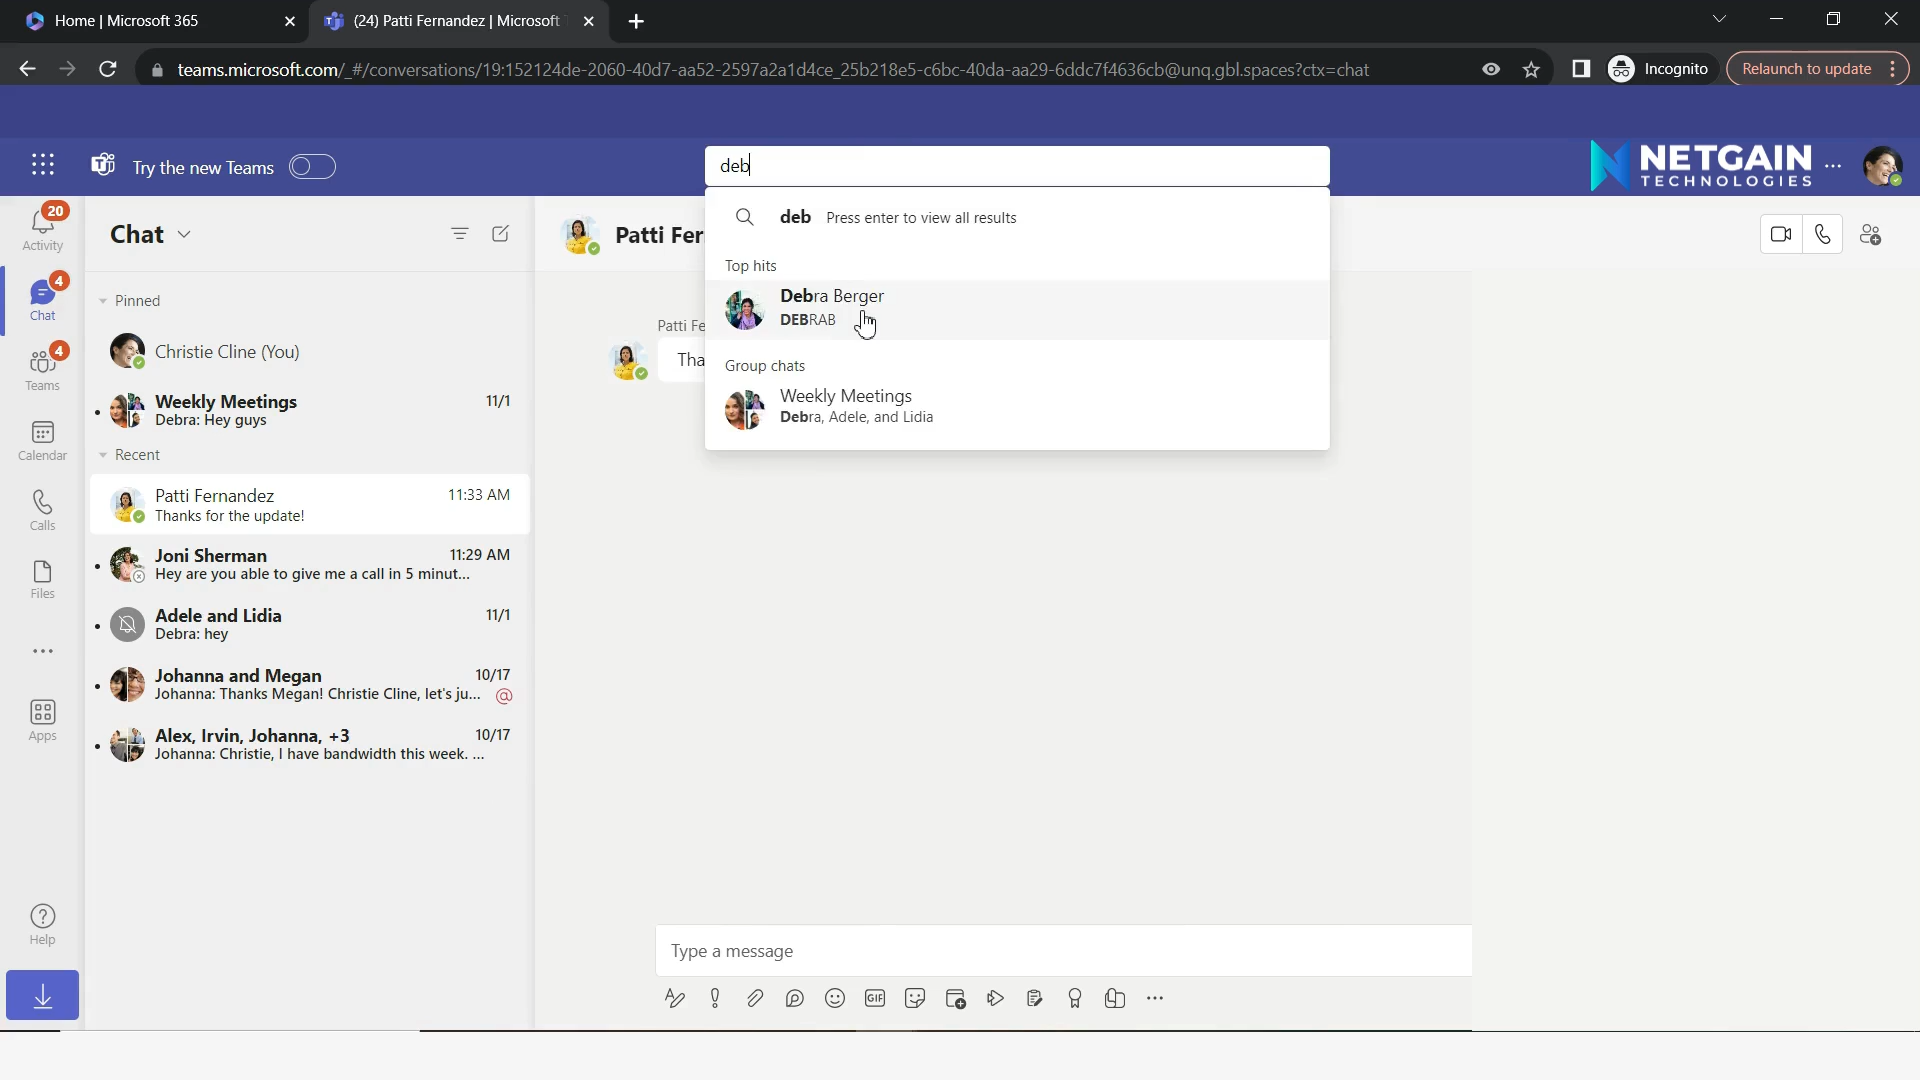 Home | Microsoft 365
(24) Patti Fernandez | Microsoft
teams.microsoft.com/_#/conversations/19:152124de-2060-40d7-aa52-2597a2a1d4ce_25b218e5-c6bc-40da-aa29-6ddc7f4636cb@unq.gbl.spaces?ctx=chat
Incognito
Relaunch to update
Try the new Teams
deb
NETGAIN
TECHNOLOGIES
20
Activity
4
Chat
4
Teams
Calendar
Calls
Files
Apps
Help
Chat
Pinned
Christie Cline (You)
Weekly Meetings 11/1
Debra: Hey guys
Recent
Patti Fernandez 11:33 AM
Thanks for the update!
Joni Sherman 11:29 AM
Hey are you able to give me a call in 5 minut...
Adele and Lidia 11/1
Debra: hey
Johanna and Megan 10/17
Johanna: Thanks Megan! Christie Cline, let's ju... @
Alex, Irvin, Johanna, +3 10/17
Johanna: Christie, I have bandwidth this week. ...
Patti Fer
Patti Fe
Tha
deb Press enter to view all results
Top hits
Debra Berger
DEBRAB
Group chats
Weekly Meetings
Debra, Adele, and Lidia
Type a message
GIF